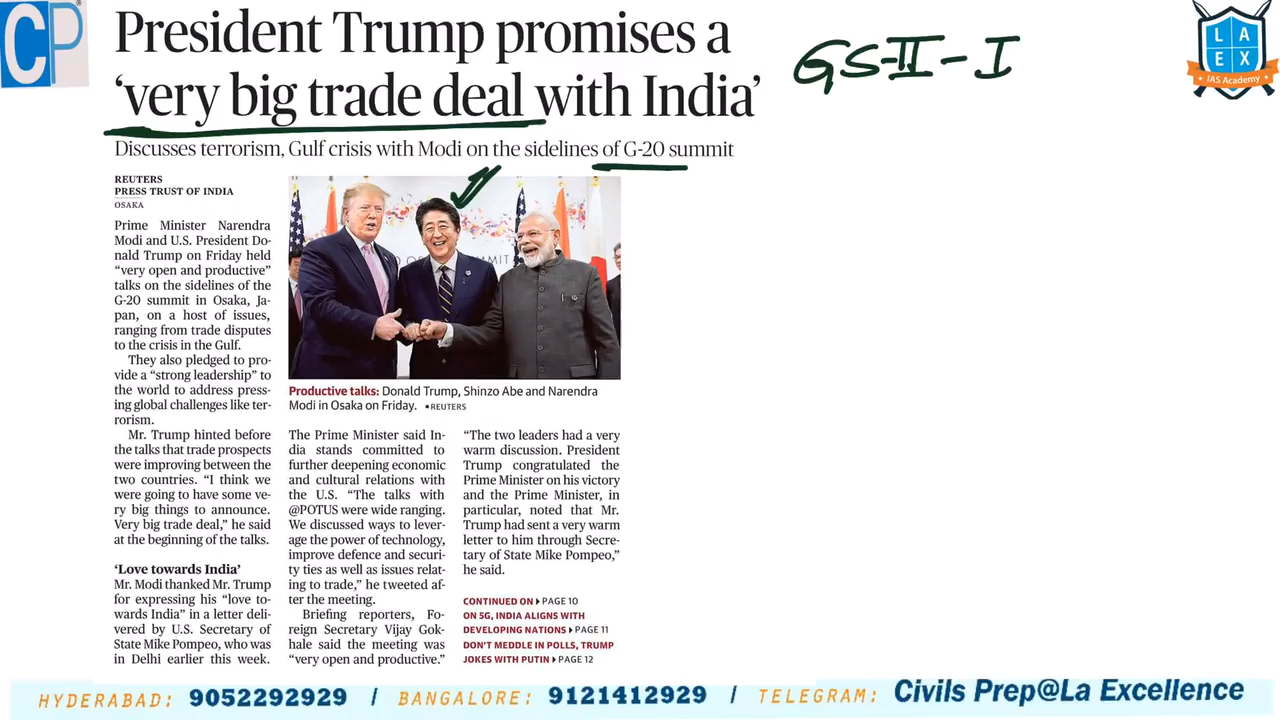 CP
President Trump promises a
‘very big trade deal with India’
GS-II-I
L A
E X
IAS Academy
Discusses terrorism, Gulf crisis with Modi on the sidelines of G-20 summit
REUTERS
PRESS TRUST OF INDIA
OSAKA
Prime Minister Narendra
Modi and U.S. President Do-
nald Trump on Friday held
“very open and productive”
talks on the sidelines of the
G-20 summit in Osaka, Ja-
pan, on a host of issues,
ranging from trade disputes
to the crisis in the Gulf.
They also pledged to pro-
vide a “strong leadership” to
the world to address press-
ing global challenges like ter-
rorism.
Mr. Trump hinted before
the talks that trade prospects
were improving between the
two countries. “I think we
were going to have some ve-
ry big things to announce.
Very big trade deal,” he said
at the beginning of the talks.
‘Love towards India’
Mr. Modi thanked Mr. Trump
for expressing his “love to-
wards India” in a letter deli-
vered by U.S. Secretary of
State Mike Pompeo, who was
in Delhi earlier this week.
Productive talks: Donald Trump, Shinzo Abe and Narendra
Modi in Osaka on Friday. ▪REUTERS
The Prime Minister said In-
dia stands committed to
further deepening economic
and cultural relations with
the U.S. “The talks with
@POTUS were wide ranging.
We discussed ways to lever-
age the power of technology,
improve defence and securi-
ty ties as well as issues relat-
ing to trade,” he tweeted af-
ter the meeting.
Briefing reporters, Fo-
reign Secretary Vijay Gok-
hale said the meeting was
“very open and productive.”
“The two leaders had a very
warm discussion. President
Trump congratulated the
Prime Minister on his victory
and the Prime Minister, in
particular, noted that Mr.
Trump had sent a very warm
letter to him through Secre-
tary of State Mike Pompeo,”
he said.
CONTINUED ON ▸ PAGE 10
ON 5G, INDIA ALIGNS WITH
DEVELOPING NATIONS ▸ PAGE 11
DON’T MEDDLE IN POLLS, TRUMP
JOKES WITH PUTIN ▸ PAGE 12
HYDERABAD: 9052292929 / BANGALORE: 9121412929 / TELEGRAM: Civils Prep@La Excellence